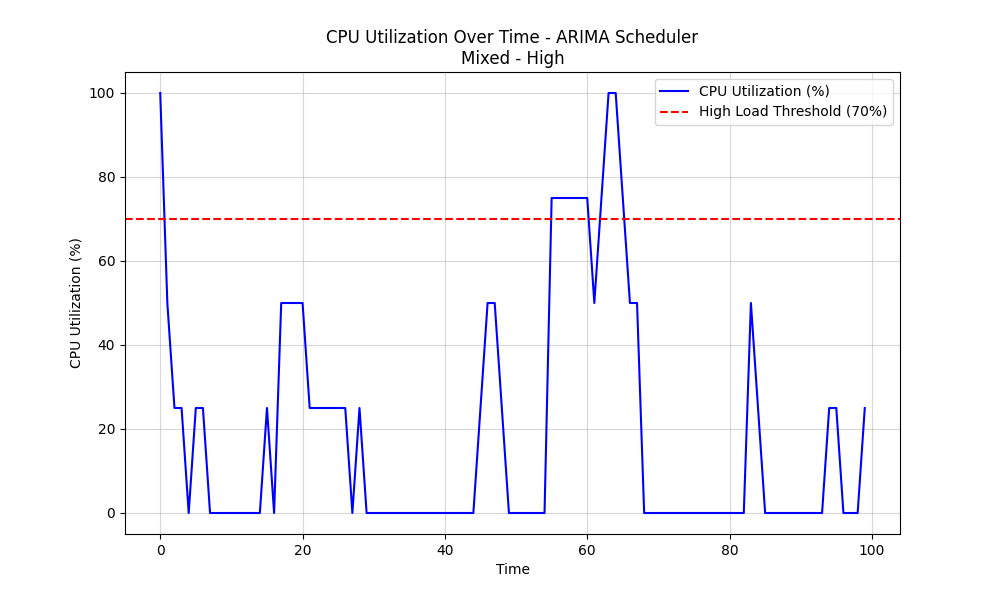 CPU Utilization Over Time - ARIMA Scheduler
Mixed - High
CPU Utilization (%)
High Load Threshold (70%)
CPU Utilization (%)
100
80
60
40
20
0
0 20 40 60 80 100
Time